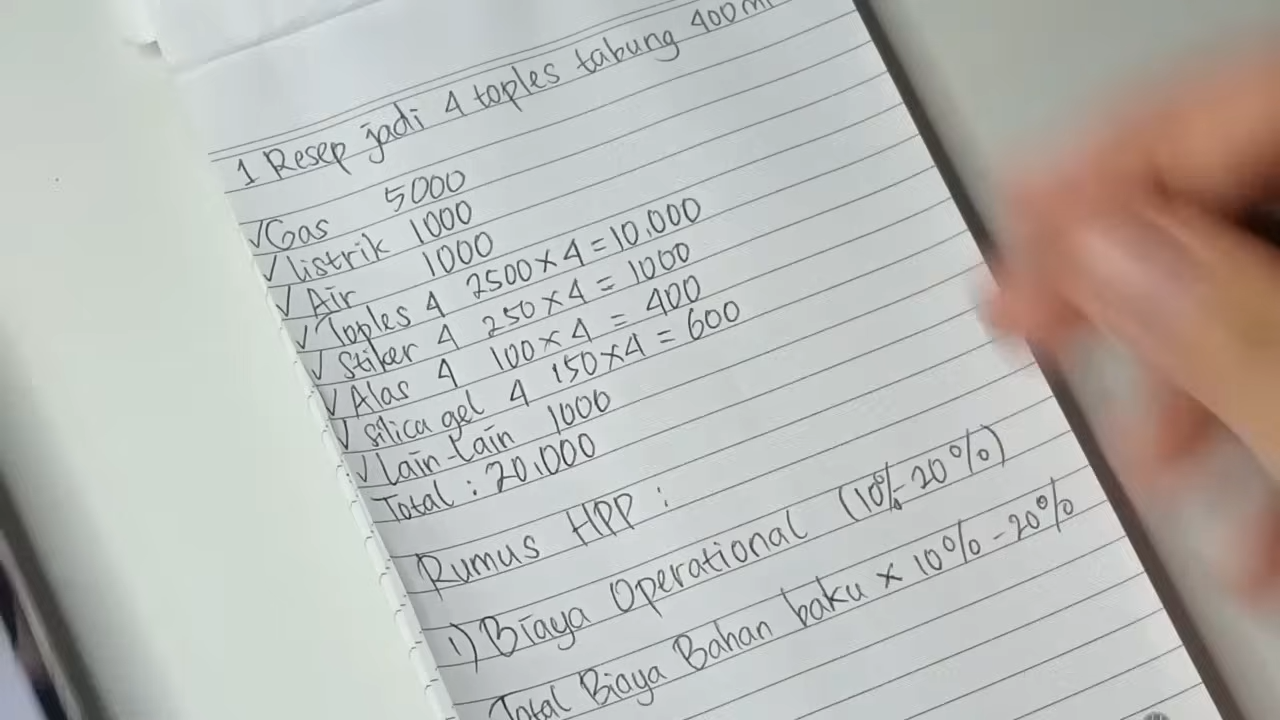 1 Resep jadi 4 toples tabung 400 ml
✓Gas 5000
✓listrik 1000
✓Air 1000
✓Toples 4 2500 x 4 = 10.000
✓Stiker 4 250 x 4 = 1000
✓Alas 4 100 x 4 = 400
✓silica gel 4 150 x 4 = 600
✓lain-lain 1000
Total : 20.000
Rumus HPP :
1) Biaya Operational (10%-20%)
Total Biaya Bahan baku x 10% - 20%